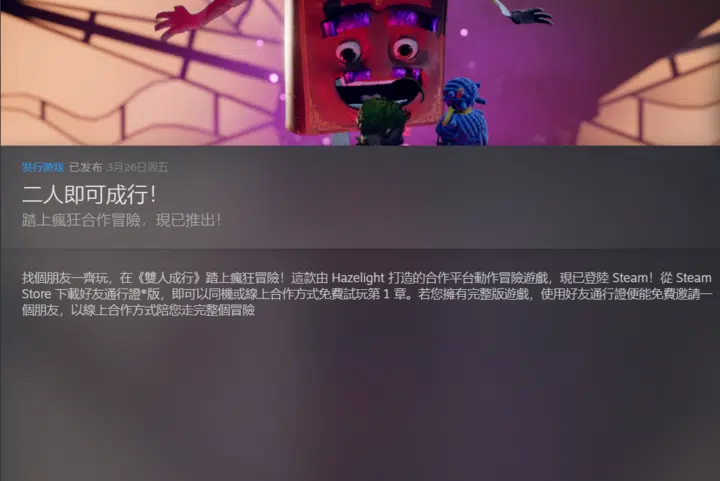 发行游戏 已发布 3月26日周五
二人即可成行!
踏上瘋狂合作冒險，現已推出!
找個朋友一齊玩，在《雙人成行》踏上瘋狂冒險！這款由 Hazelight 打造的合作平台動作冒險遊戲，現已登陸 Steam！從 Steam
Store 下載好友通行證*版，即可以同機或線上合作方式免費試玩第 1 章。若您擁有完整版遊戲，使用好友通行證便能免費邀請一
個朋友，以線上合作方式陪您走完整個冒險